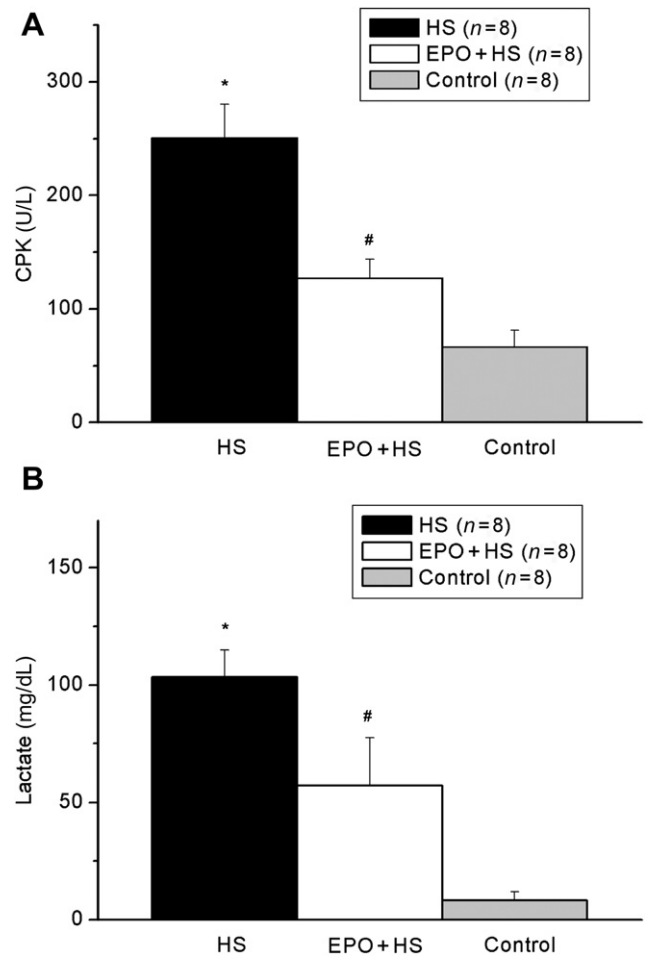 A
HS (n=8)
EPO+HS (n=8)
Control (n=8)
300
*
200
#
100
0
CPK (U/L)
HS EPO+HS Control
B
HS (n=8)
EPO+HS (n=8)
Control (n=8)
150
*
100
#
50
0
Lactate (mg/dL)
HS EPO+HS Control